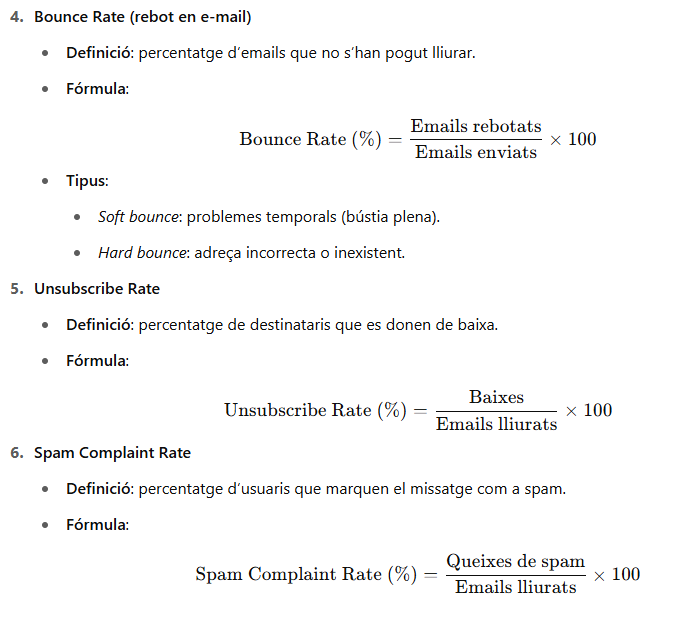 4. Bounce Rate (rebot en e-mail)
• Definició: percentatge d'emails que no s'han pogut lliurar.
• Fórmula:
Bounce Rate (%) = Emails rebotats / Emails enviats × 100
• Tipus:
• Soft bounce: problemes temporals (bústia plena).
• Hard bounce: adreça incorrecta o inexistent.
5. Unsubscribe Rate
• Definició: percentatge de destinataris que es donen de baixa.
• Fórmula:
Unsubscribe Rate (%) = Baixes / Emails lliurats × 100
6. Spam Complaint Rate
• Definició: percentatge d'usuaris que marquen el missatge com a spam.
• Fórmula:
Spam Complaint Rate (%) = Queixes de spam / Emails lliurats × 100